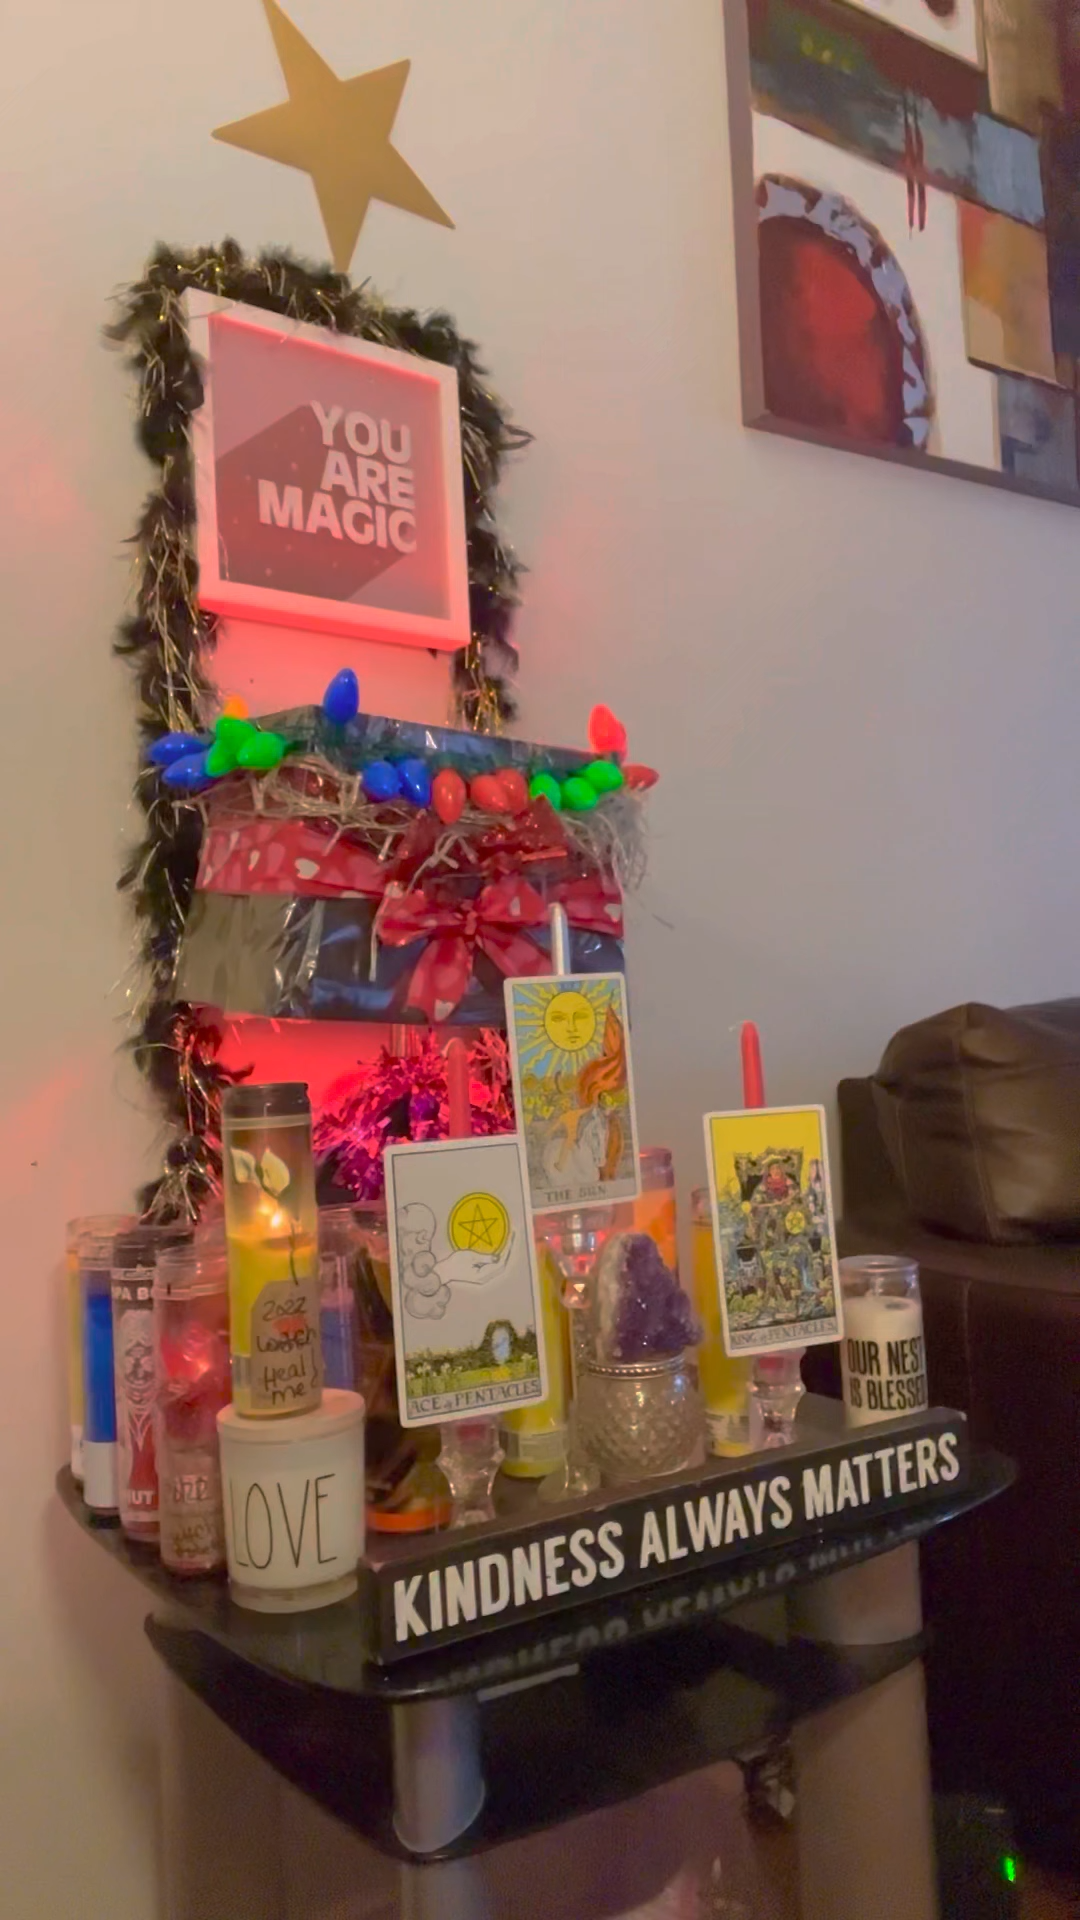 YOU
ARE
MAGIC
THE SUN
ACE of PENTACLES
KING of PENTACLES
2022
Heal
me
LOVE
OUR NEST
IS BLESSED
KINDNESS ALWAYS MATTERS